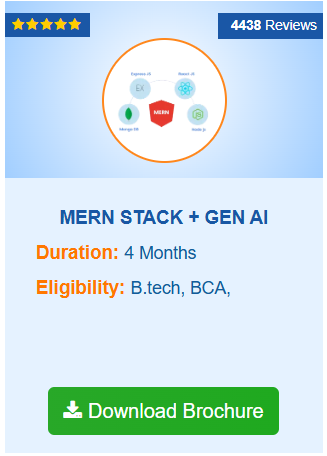 4438 Reviews
Express JS
React JS
EX
MERN
Mongo DB
Node js
MERN STACK + GEN AI
Duration: 4 Months
Eligibility: B.tech, BCA,
Download Brochure